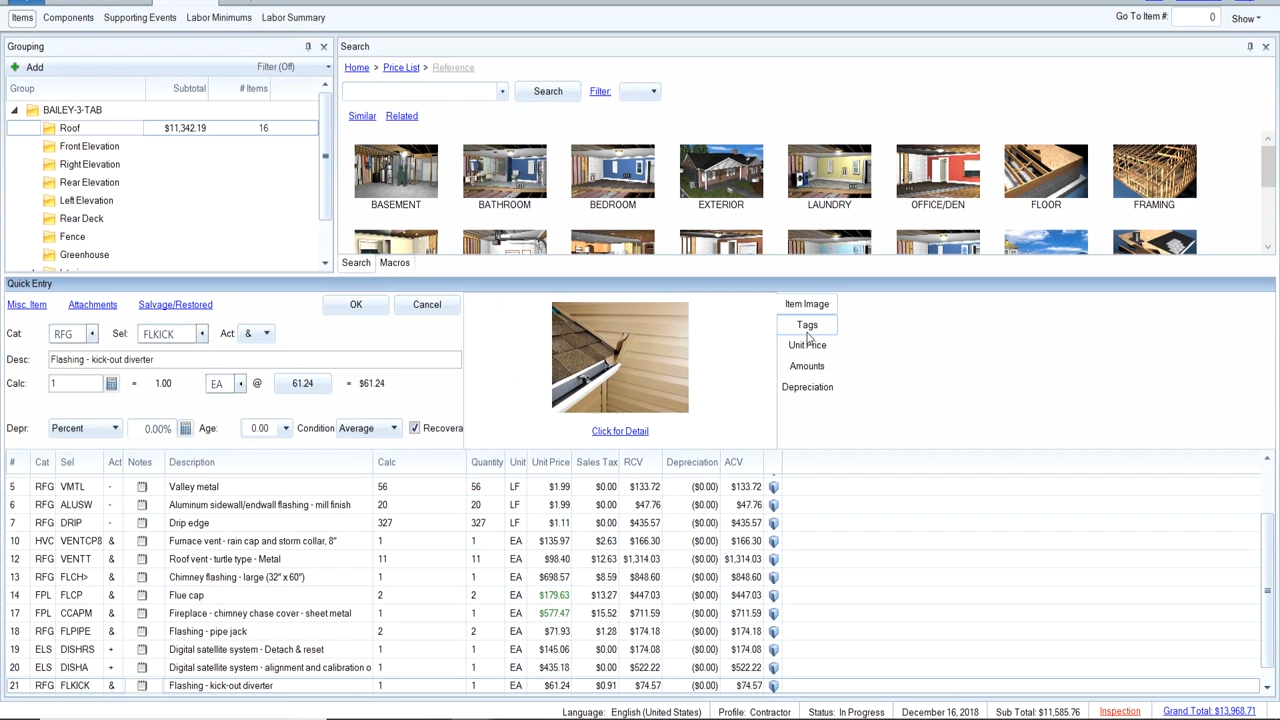 Items Components Supporting Events Labor Minimums Labor Summary Go To Item #: 0 Show
Grouping
Add Filter (Off)
Group Subtotal # Items
BAILEY-3-TAB
Roof $11,342.19 16
Front Elevation
Right Elevation
Rear Elevation
Left Elevation
Rear Deck
Fence
Greenhouse
Search
Home > Price List > Reference
Search Filter:
Similar Related
BASEMENT BATHROOM BEDROOM EXTERIOR LAUNDRY OFFICE/DEN FLOOR FRAMING
Search Macros
Quick Entry
Misc. Item Attachments Salvage/Restored OK Cancel
Cat: RFG Sel: FLKICK Act: &
Desc: Flashing - kick-out diverter
Calc: 1 = 1.00 EA @ 61.24 = $61.24
Depr: Percent 0.00% Age: 0.00 Condition Average Recovera
Click for Detail
Item Image
Tags
Unit Price
Amounts
Depreciation
# Cat Sel Act Notes Description Calc Quantity Unit Unit Price Sales Tax RCV Depreciation ACV
5 RFG VMTL - Valley metal 56 56 LF $1.99 $0.00 $133.72 ($0.00) $133.72
6 RFG ALUSW - Aluminum sidewall/endwall flashing - mill finish 20 20 LF $1.99 $0.00 $47.76 ($0.00) $47.76
7 RFG DRIP - Drip edge 327 327 LF $1.11 $0.00 $435.57 ($0.00) $435.57
10 HVC VENTCP8 & Furnace vent - rain cap and storm collar, 8" 1 1 EA $135.97 $2.63 $166.30 ($0.00) $166.30
12 RFG VENTT & Roof vent - turtle type - Metal 11 11 EA $98.40 $12.63 $1,314.03 ($0.00) $1,314.03
13 RFG FLCH> & Chimney flashing - large (32" x 60") 1 1 EA $698.57 $8.59 $848.60 ($0.00) $848.60
14 FPL FLCP & Flue cap 2 2 EA $179.63 $13.27 $447.03 ($0.00) $447.03
17 FPL CCAPM & Fireplace - chimney chase cover - sheet metal 1 1 EA $577.47 $15.52 $711.59 ($0.00) $711.59
18 RFG FLPIPE & Flashing - pipe jack 2 2 EA $71.93 $1.28 $174.18 ($0.00) $174.18
19 ELS DISHRS + Digital satellite system - Detach & reset 1 1 EA $145.06 $0.00 $174.08 ($0.00) $174.08
20 ELS DISHA + Digital satellite system - alignment and calibration o 1 1 EA $435.18 $0.00 $522.22 ($0.00) $522.22
21 RFG FLKICK & Flashing - kick-out diverter 1 1 EA $61.24 $0.91 $74.57 ($0.00) $74.57
Language: English (United States) Profile: Contractor Status: In Progress December 16, 2018 Sub Total: $11,585.76 Inspection Grand Total: $13,968.71